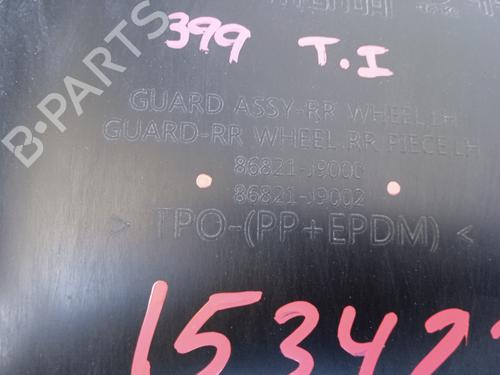 HYUNDAI
399 T.I
GUARD ASSY-RR WHEEL,LH
GUARD-RR WHEEL,RR PIECE LH
86821-J9000
86821-J9002
> TPO-(PP+EPDM) <
B-PARTS